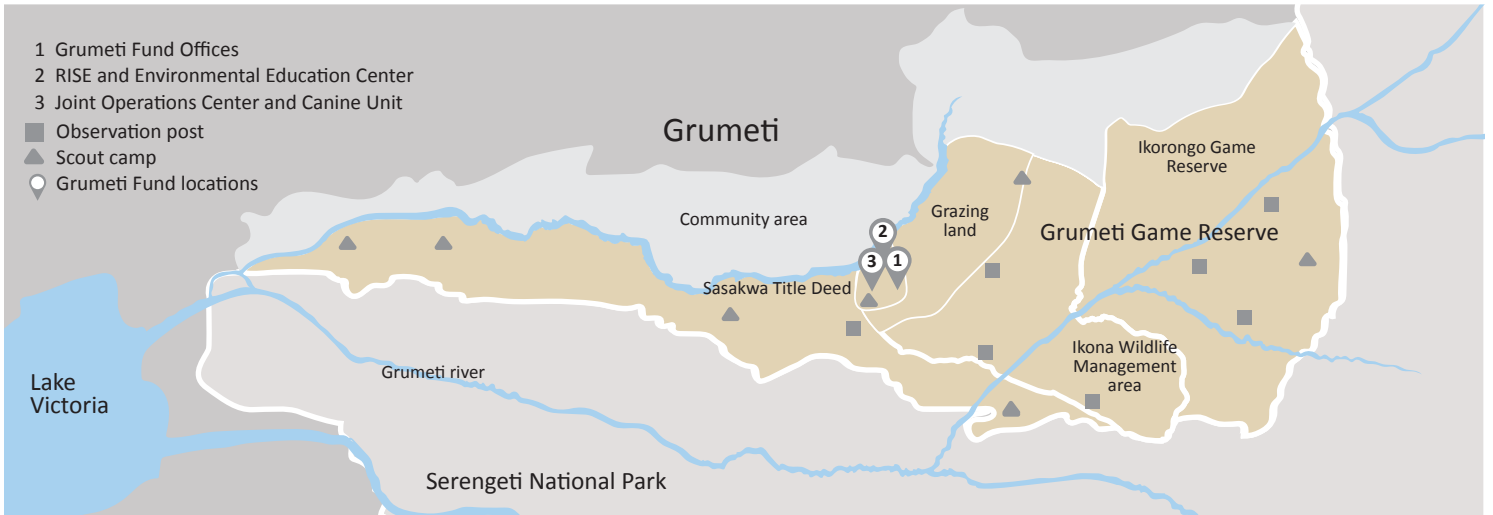 1 Grumeti Fund Offices
2 RISE and Environmental Education Center
3 Joint Operations Center and Canine Unit
Observation post
Scout camp
Grumeti Fund locations
Grumeti
Ikorongo Game
Reserve
Community area
Grazing
land
Grumeti Game Reserve
2
3
1
Sasakwa Title Deed
Ikona Wildlife
Management
area
Grumeti river
Lake
Victoria
Serengeti National Park